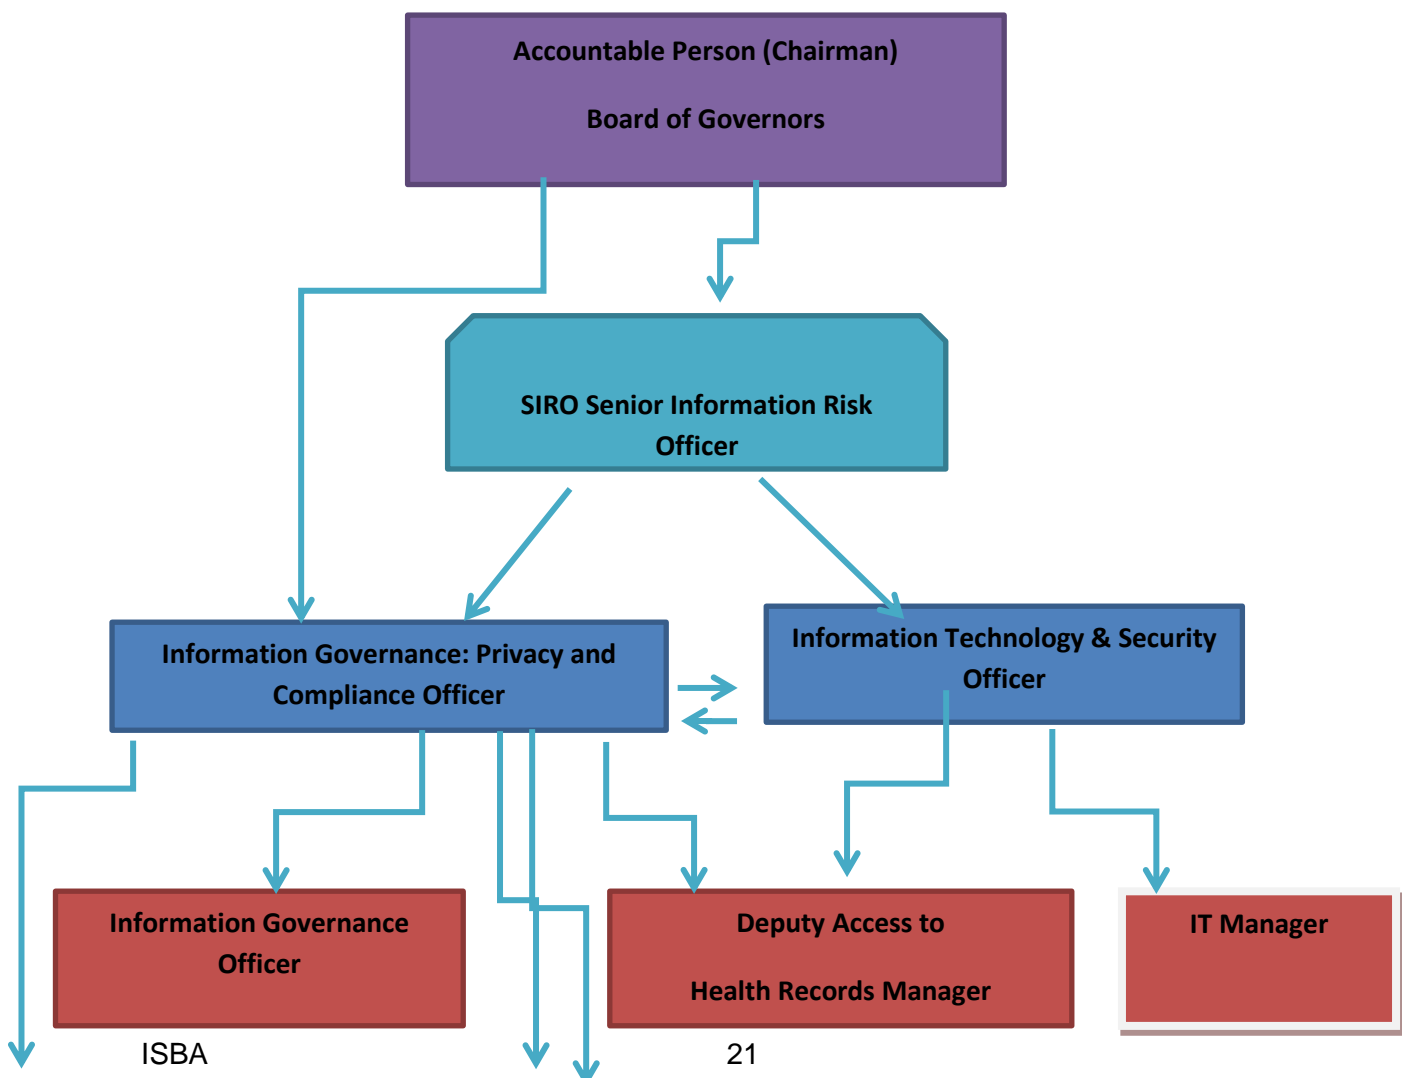 Accountable Person (Chairman)
Board of Governors
SIRO Senior Information Risk
Officer
Information Governance: Privacy and
Compliance Officer
Information Technology & Security
Officer
Information Governance
Officer
Deputy Access to
Health Records Manager
IT Manager
ISBA
21